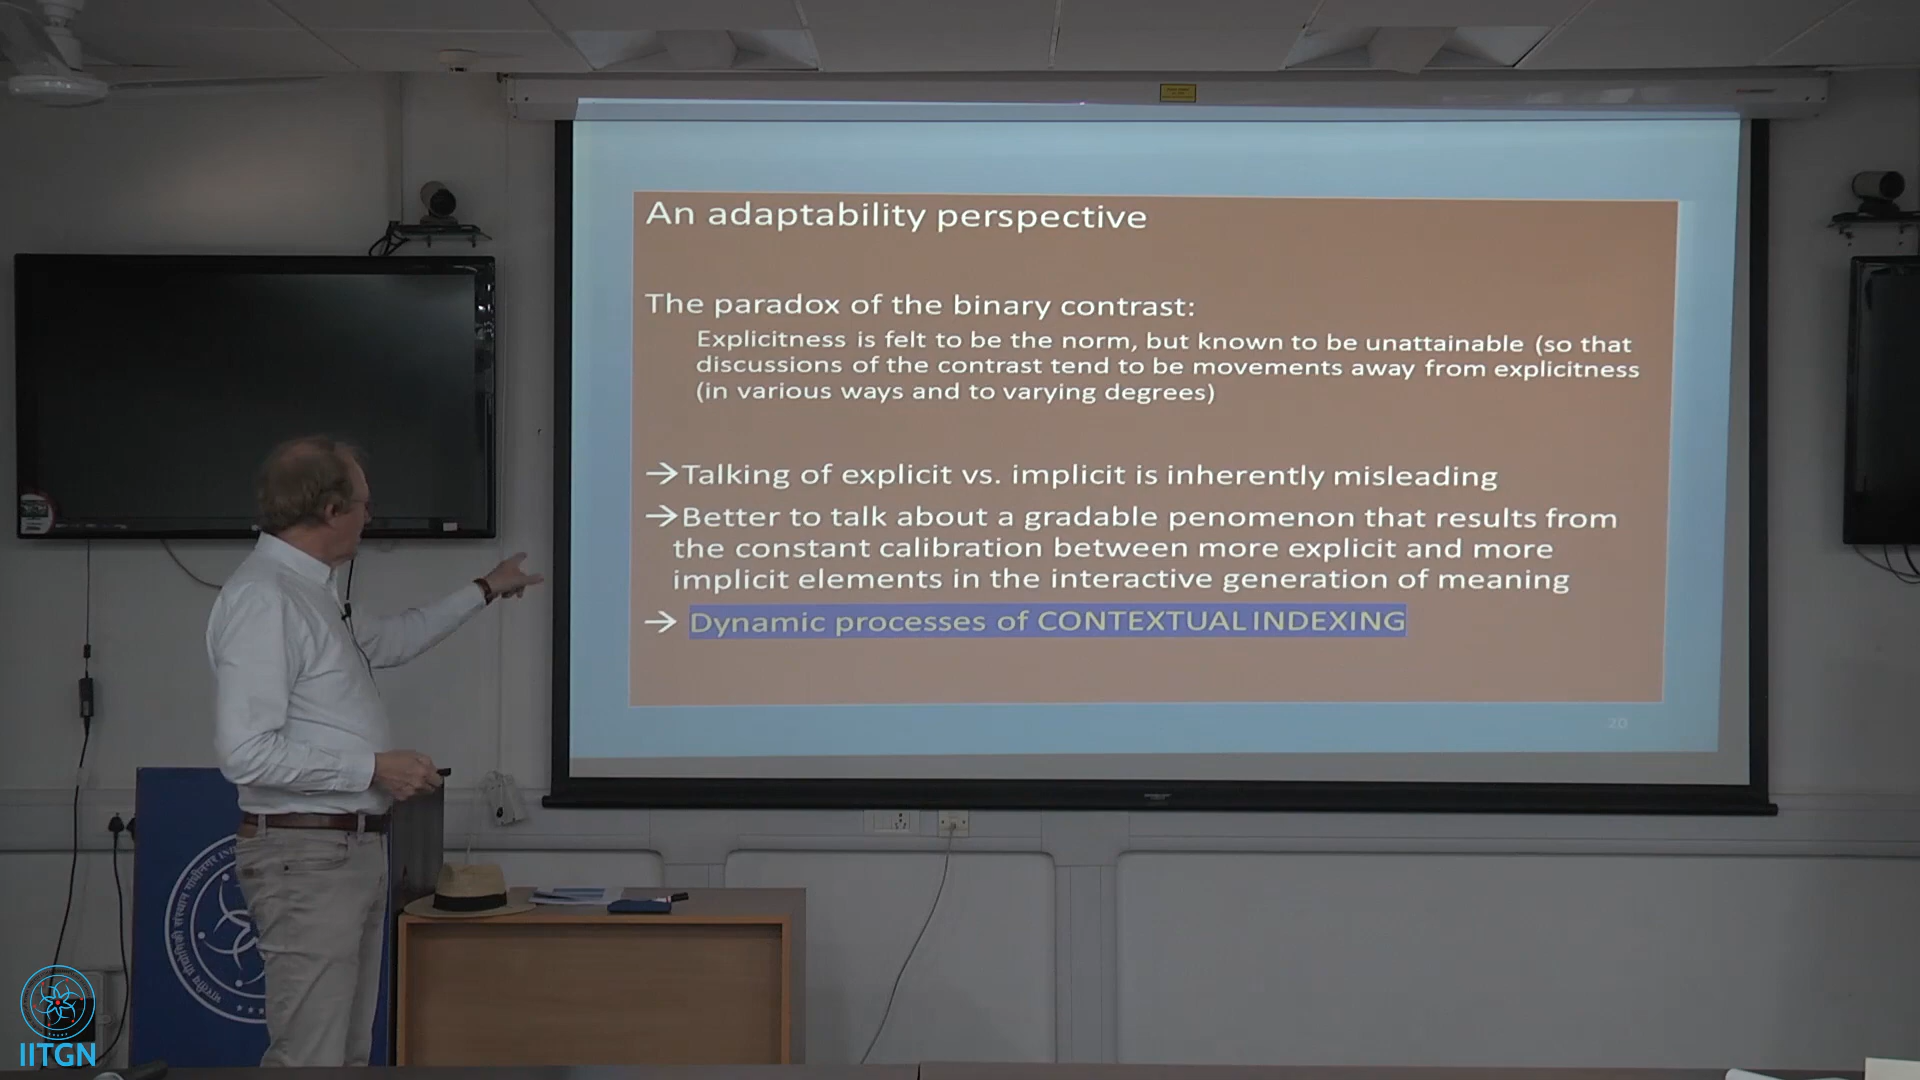 An adaptability perspective
The paradox of the binary contrast:
Explicitness is felt to be the norm, but known to be unattainable (so that
discussions of the contrast tend to be movements away from explicitness
(in various ways and to varying degrees)
→Talking of explicit vs. implicit is inherently misleading
→Better to talk about a gradable penomenon that results from
the constant calibration between more explicit and more
implicit elements in the interactive generation of meaning
→ Dynamic processes of CONTEXTUAL INDEXING
20
IITGN